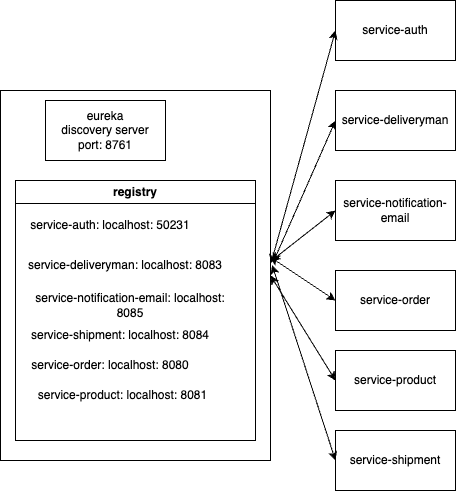 eureka
discovery server
port: 8761
registry
service-auth: localhost: 50231
service-deliveryman: localhost: 8083
service-notification-email: localhost:
8085
service-shipment: localhost: 8084
service-order: localhost: 8080
service-product: localhost: 8081
service-auth
service-deliveryman
service-notification-
email
service-order
service-product
service-shipment